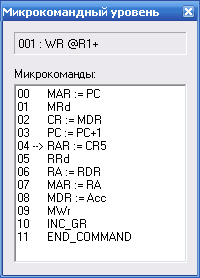 Микрокомандный уровень
001 : WR @R1+
Микрокоманды:
00 MAR := PC
01 MRd
02 CR := MDR
03 PC := PC+1
04 --> RAR := CR5
05 RRd
06 RA := RDR
07 MAR := RA
08 MDR := Acc
09 MWr
10 INC_GR
11 END_COMMAND